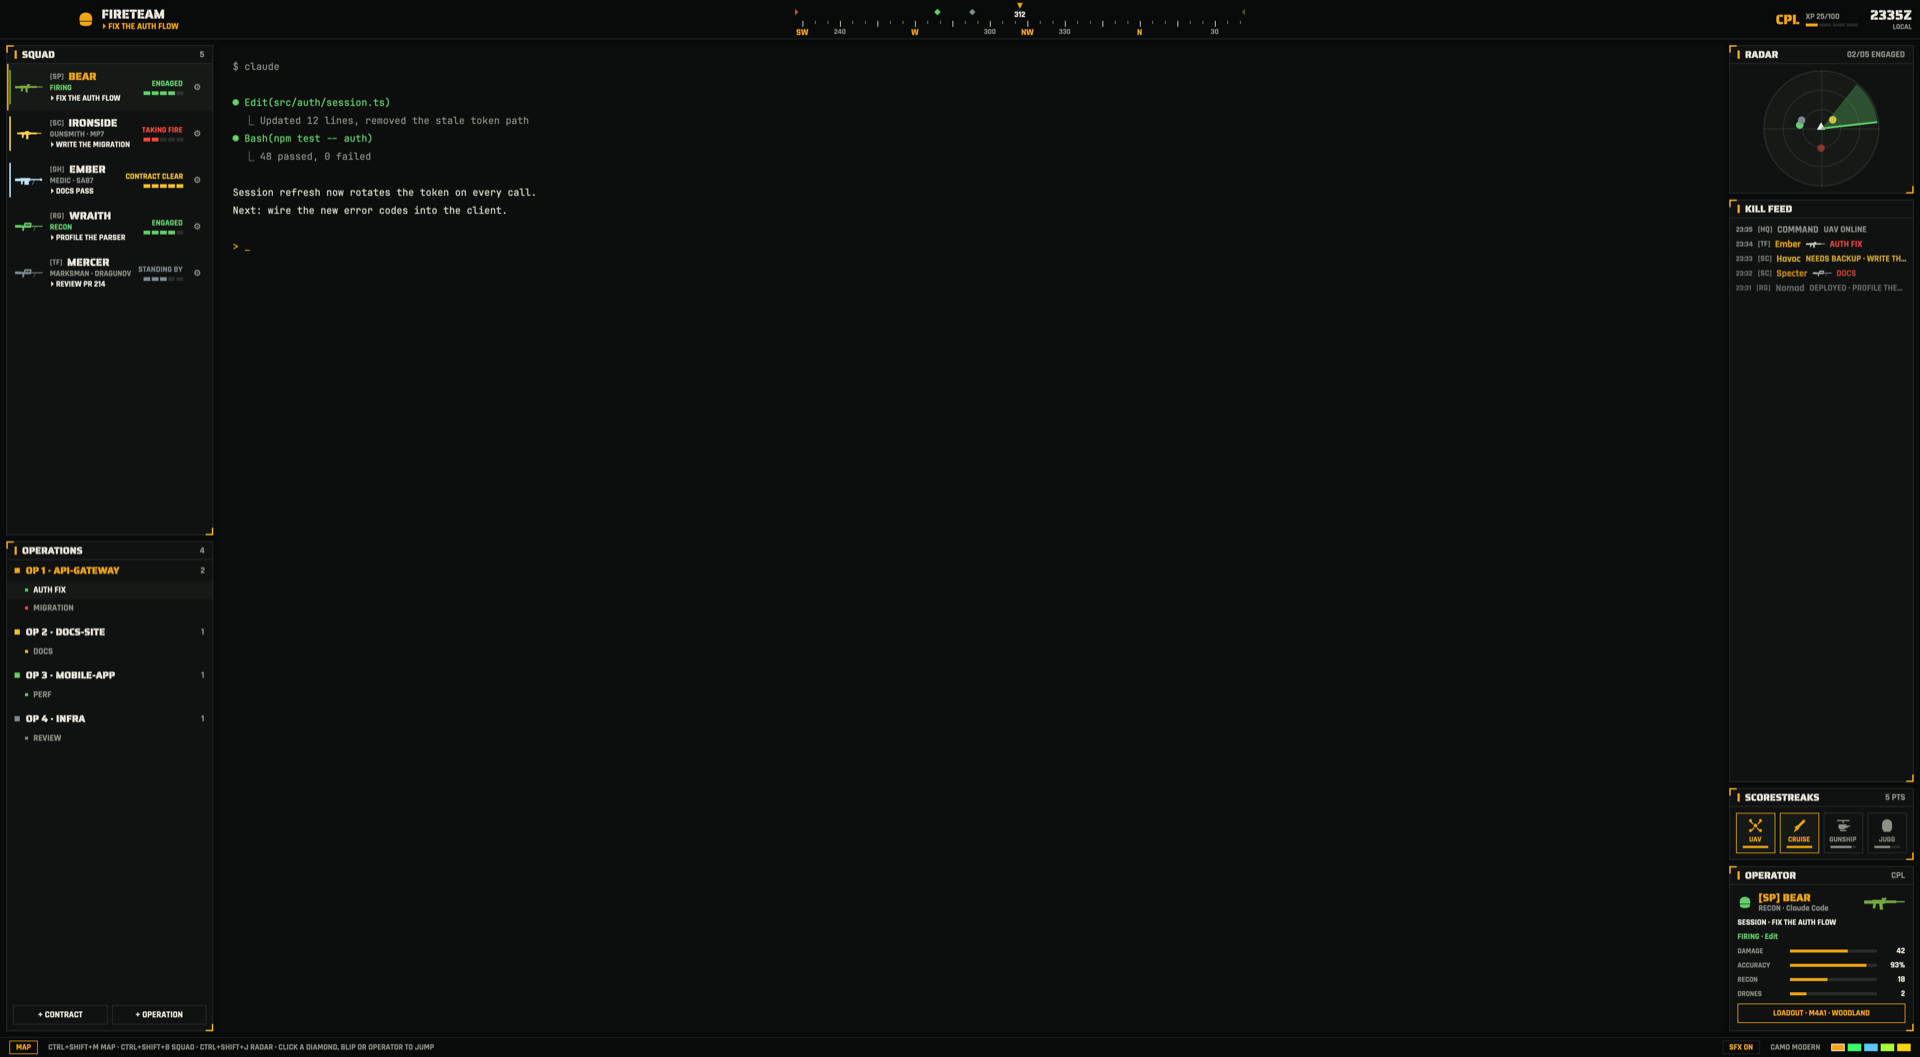 FIRETEAM
FIX THE AUTH FLOW
312
SW 240 W 300 NW 330 N 30
CPL XP 25/100 2335Z
LOCAL
SQUAD 5
[SP] BEAR
FIRING
FIX THE AUTH FLOW
ENGAGED
[SC] IRONSIDE
GUNSMITH · MP7
WRITE THE MIGRATION
TAKING FIRE
[GH] EMBER
MEDIC · SA87
DOCS PASS
CONTRACT CLEAR
[RG] WRAITH
RECON
PROFILE THE PARSER
ENGAGED
[TF] MERCER
MARKSMAN · DRAGUNOV
REVIEW PR 214
STANDING BY
OPERATIONS 4
OP 1 · API-GATEWAY 2
AUTH FIX
MIGRATION
OP 2 · DOCS-SITE 1
DOCS
OP 3 · MOBILE-APP 1
PERF
OP 4 · INFRA 1
REVIEW
+ CONTRACT
+ OPERATION
$ claude
Edit(src/auth/session.ts)
Updated 12 lines, removed the stale token path
Bash(npm test -- auth)
48 passed, 0 failed
Session refresh now rotates the token on every call.
Next: wire the new error codes into the client.
> _
RADAR 02/05 ENGAGED
KILL FEED
23:35 [HQ] COMMAND UAV ONLINE
23:34 [TF] Ember AUTH FIX
23:33 [SC] Havoc NEEDS BACKUP · WRITE TH...
23:32 [SC] Specter DOCS
23:31 [RG] Nomad DEPLOYED · PROFILE THE...
SCORESTREAKS 5 PTS
UAV CRUISE GUNSHIP JUGG
OPERATOR CPL
[SP] BEAR
RECON · Claude Code
SESSION · FIX THE AUTH FLOW
FIRING · Edit
DAMAGE 42
ACCURACY 93%
RECON 18
DRONES 2
LOADOUT · M4A1 · WOODLAND
MAP CTRL+SHIFT+M MAP · CTRL+SHIFT+B SQUAD · CTRL+SHIFT+J RADAR · CLICK A DIAMOND, BLIP OR OPERATOR TO JUMP
SFX ON CAMO MODERN